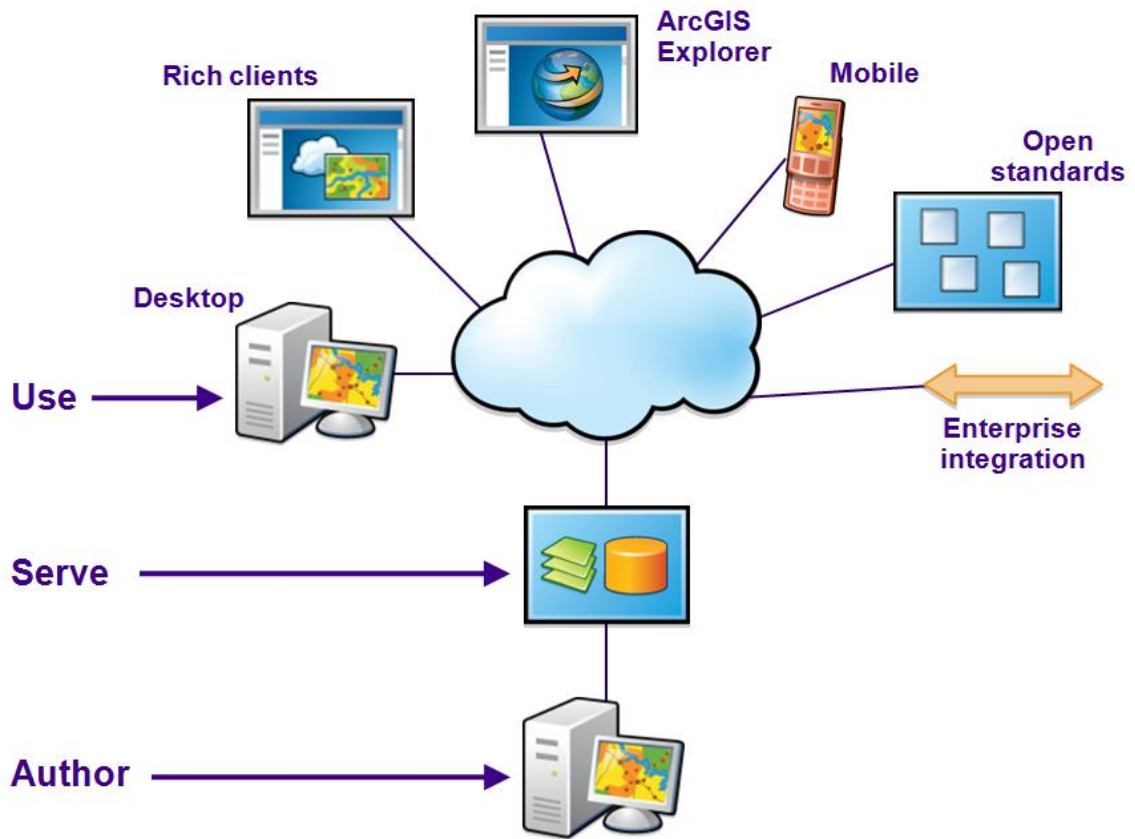 ArcGIS
Explorer
Rich clients
Mobile
Open
standards
Desktop
Use
Enterprise
integration
Serve
Author